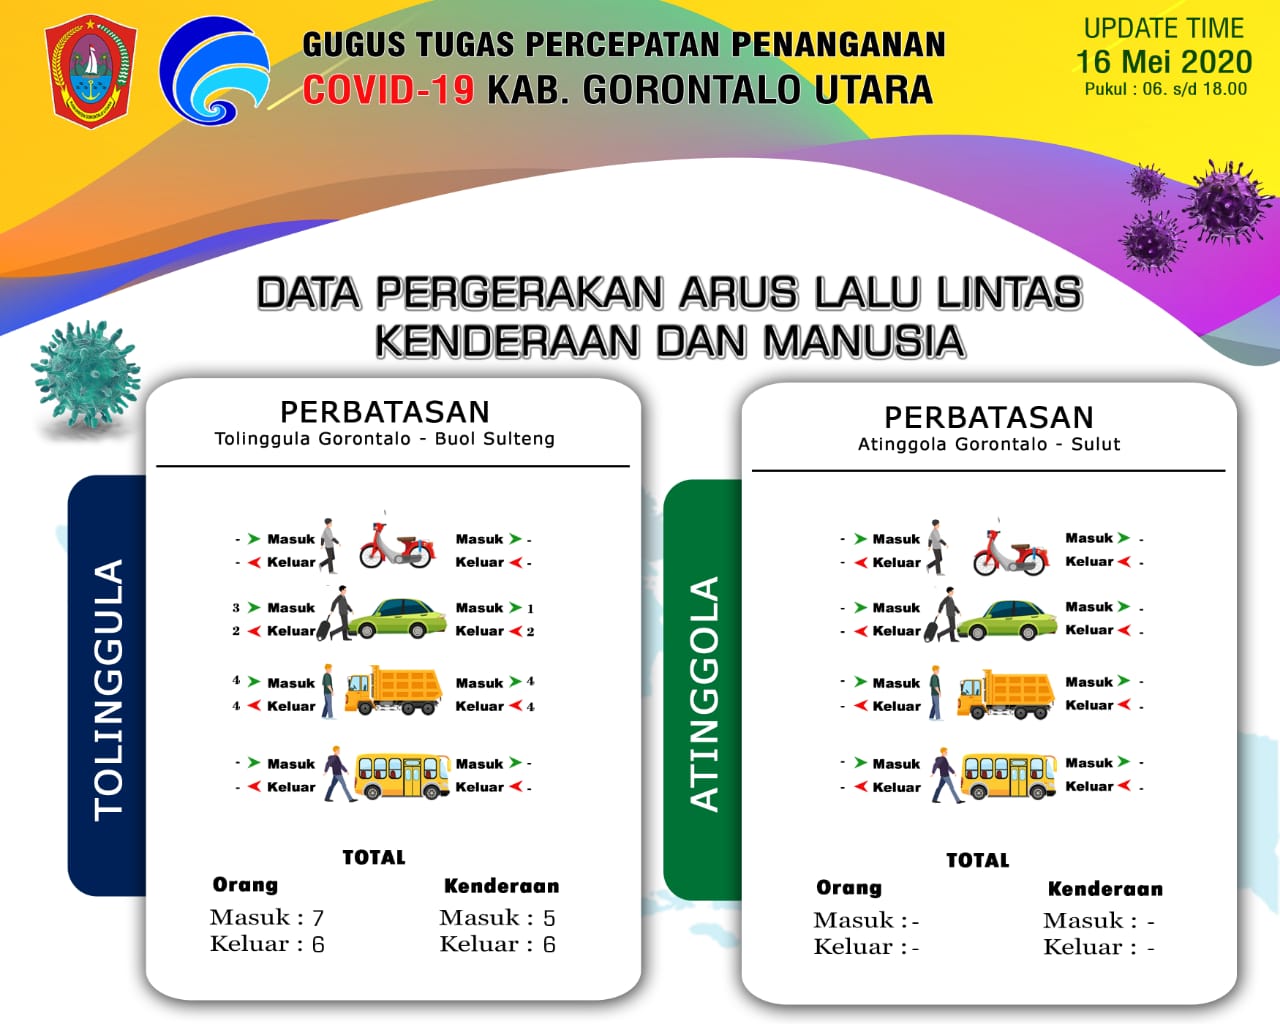 GUGUS TUGAS PERCEPATAN PENANGANAN
COVID-19 KAB. GORONTALO UTARA
UPDATE TIME
16 Mei 2020
Pukul : 06. s/d 18.00
DATA PERGERAKAN ARUS LALU LINTAS
KENDERAAN DAN MANUSIA
TOLINGGULA
PERBATASAN
Tolinggula Gorontalo - Buol Sulteng
- Masuk Masuk -
- Keluar Keluar -
3 Masuk Masuk 1
2 Keluar Keluar 2
4 Masuk Masuk 4
4 Keluar Keluar 4
- Masuk Masuk -
- Keluar Keluar -
TOTAL
Orang Kenderaan
Masuk : 7 Masuk : 5
Keluar : 6 Keluar : 6
ATINGGOLA
PERBATASAN
Atinggola Gorontalo - Sulut
- Masuk Masuk -
- Keluar Keluar -
- Masuk Masuk -
- Keluar Keluar -
- Masuk Masuk -
- Keluar Keluar -
- Masuk Masuk -
- Keluar Keluar -
TOTAL
Orang Kenderaan
Masuk : - Masuk : -
Keluar : - Keluar : -